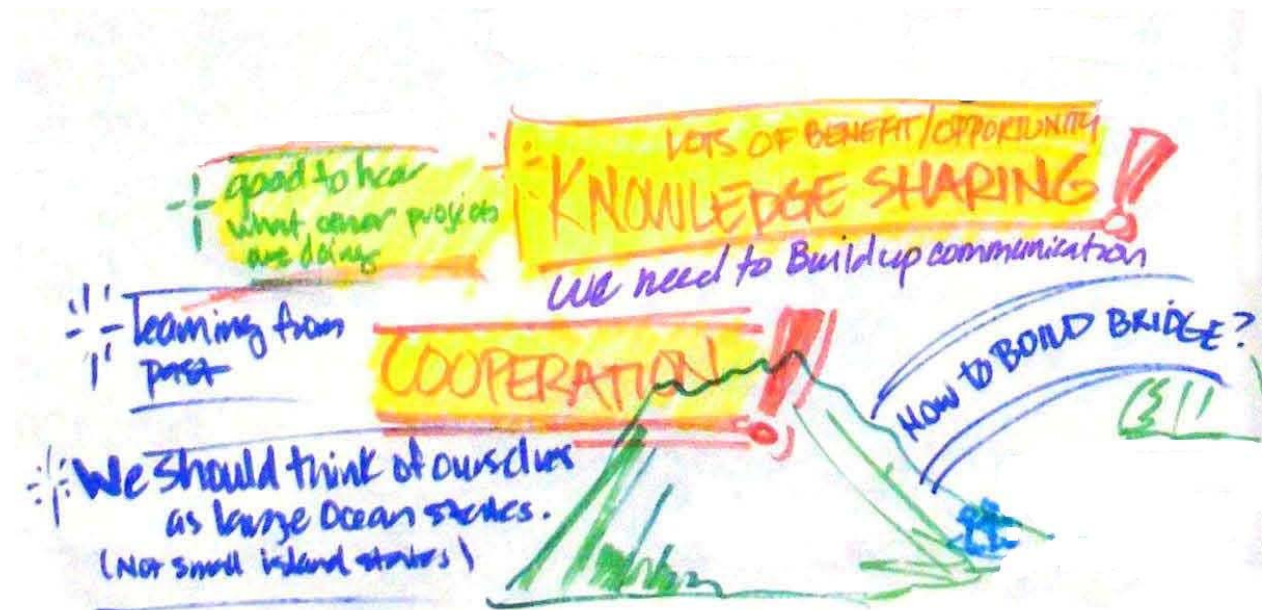 LOTS OF BENEFIT/OPPORTUNITY
KNOWLEDGE SHARING!
good to hear
what other projects
are doing
We need to Build up communication
learning from
past
COOPERATION!
HOW to BUILD BRIDGE?
We should think of ourselves
as large Ocean states.
(Not small island states)